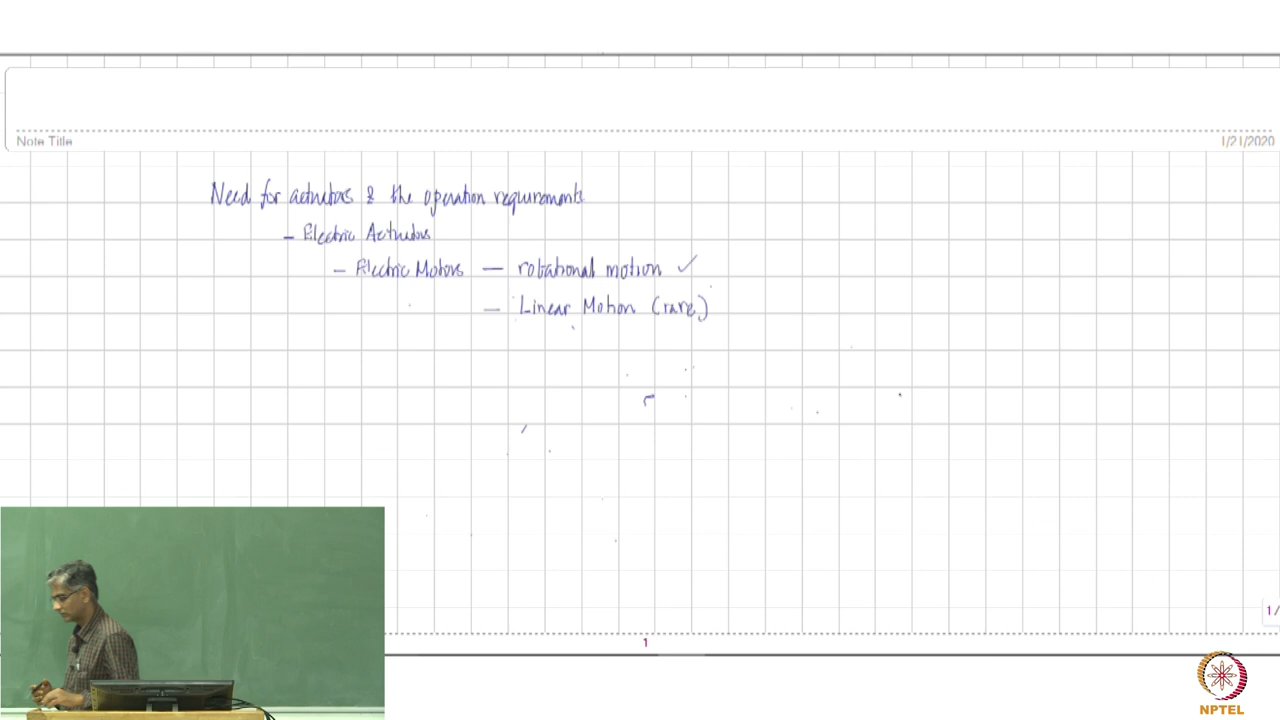 Note Title
1/21/2020
Need for actuators & the operation requirements
- Electric Actuators
- Electric Motors — rotational motion ✓
— Linear Motion (rare)
1/
1
NPTEL